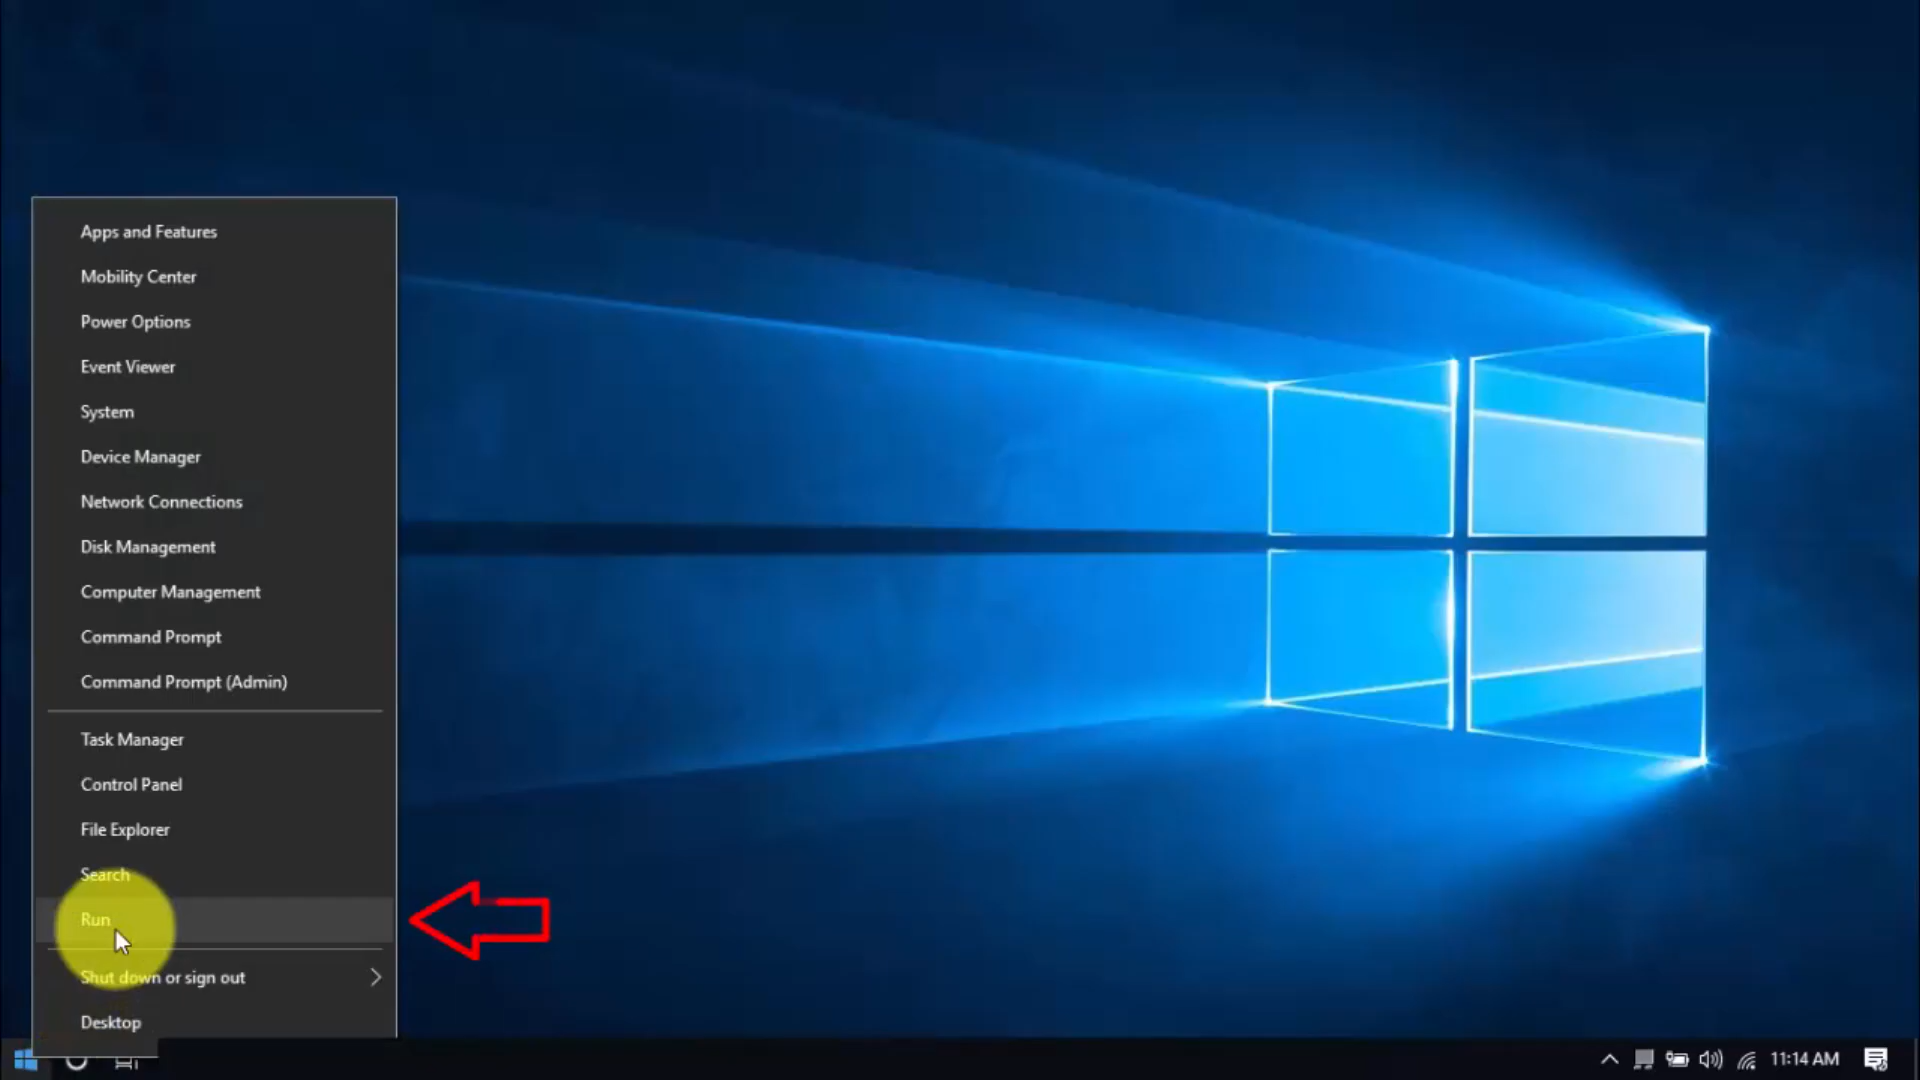 Apps and Features
Mobility Center
Power Options
Event Viewer
System
Device Manager
Network Connections
Disk Management
Computer Management
Command Prompt
Command Prompt (Admin)
Task Manager
Control Panel
File Explorer
Search
Run
Shut down or sign out
Desktop
11:14 AM